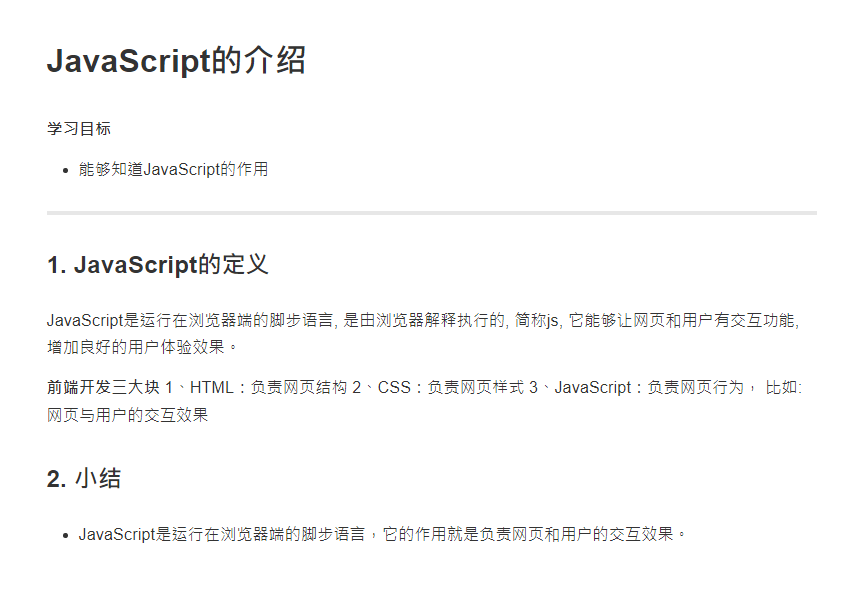 JavaScript的介绍
学习目标
• 能够知道JavaScript的作用
1. JavaScript的定义
JavaScript是运行在浏览器端的脚步语言, 是由浏览器解释执行的, 简称js, 它能够让网页和用户有交互功能,
增加良好的用户体验效果。
前端开发三大块 1、HTML：负责网页结构 2、CSS：负责网页样式 3、JavaScript：负责网页行为， 比如:
网页与用户的交互效果
2. 小结
• JavaScript是运行在浏览器端的脚步语言，它的作用就是负责网页和用户的交互效果。